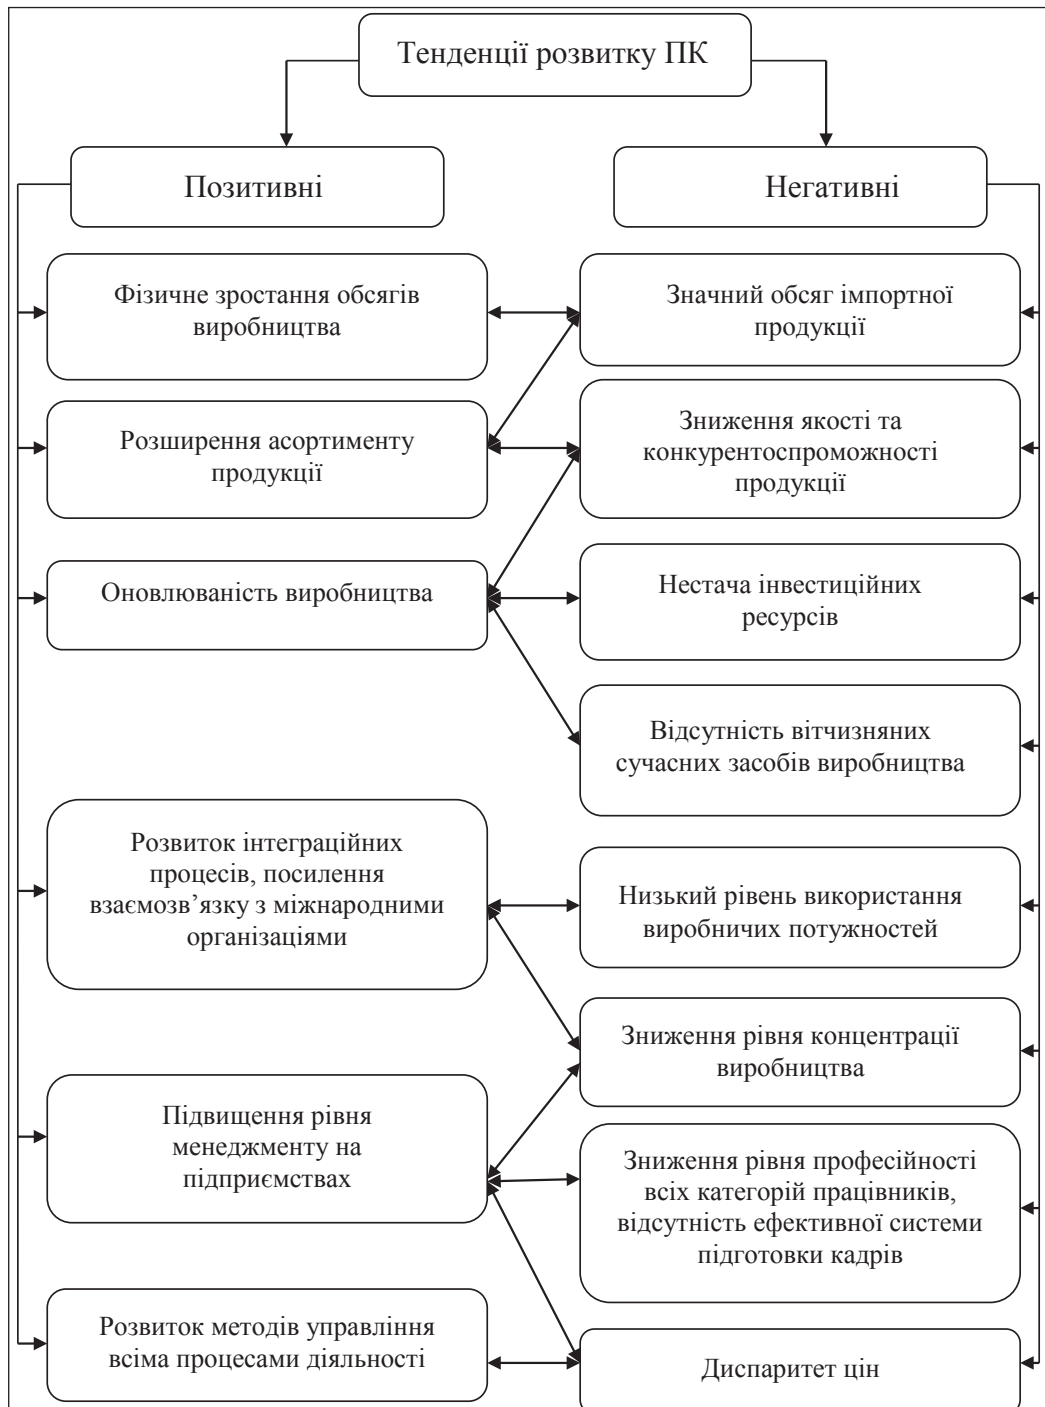 Тенденції розвитку ПК
Позитивні
Негативні
Фізичне зростання обсягів
виробництва
Значний обсяг імпортної
продукції
Розширення асортименту
продукції
Зниження якості та
конкурентоспроможності
продукції
Оновлюваність виробництва
Нестача інвестиційних
ресурсів
Відсутність вітчизняних
сучасних засобів виробництва
Розвиток інтеграційних
процесів, посилення
взаємозв’язку з міжнародними
організаціями
Низький рівень використання
виробничих потужностей
Зниження рівня концентрації
виробництва
Підвищення рівня
менеджменту на
підприємствах
Зниження рівня професійності
всіх категорій працівників,
відсутність ефективної системи
підготовки кадрів
Розвиток методів управління
всіма процесами діяльності
Диспаритет цін